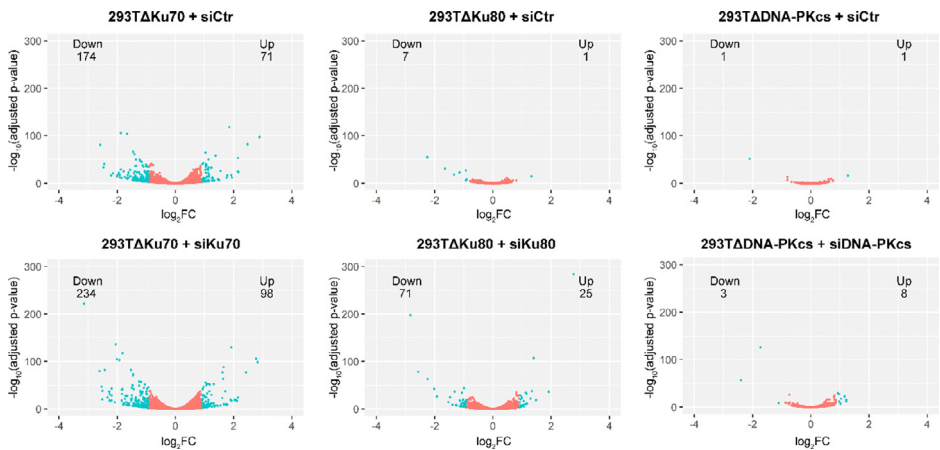 293TΔKu70 + siCtr
293TΔKu80 + siCtr
293TΔDNA-PKcs + siCtr
300
200
100
0
-log₁₀(adjusted p-value)
Down
174
Up
71
-4
-2
0
2
4
log₂FC
300
200
100
0
-log₁₀(adjusted p-value)
Down
7
Up
1
-4
-2
0
2
4
log₂FC
300
200
100
0
-log₁₀(adjusted p-value)
Down
1
Up
1
-4
-2
0
2
4
log₂FC
293TΔKu70 + siKu70
293TΔKu80 + siKu80
293TΔDNA-PKcs + siDNA-PKcs
300
200
100
0
-log₁₀(adjusted p-value)
Down
234
Up
98
-4
-2
0
2
4
log₂FC
300
200
100
0
-log₁₀(adjusted p-value)
Down
71
Up
25
-4
-2
0
2
4
log₂FC
300
200
100
0
-log₁₀(adjusted p-value)
Down
3
Up
8
-4
-2
0
2
4
log₂FC